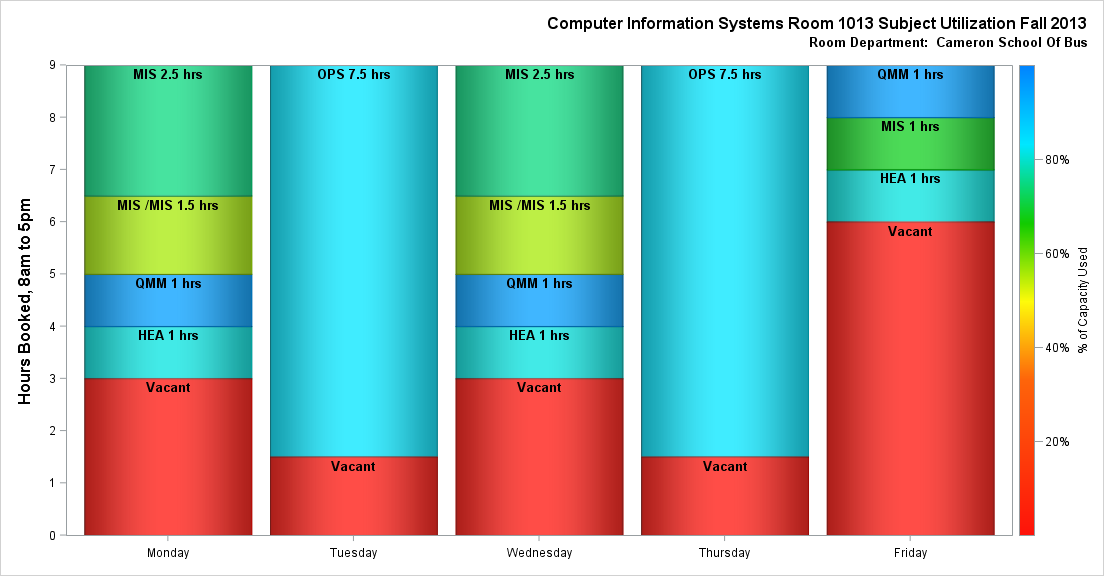 Computer Information Systems Room 1013 Subject Utilization Fall 2013
Room Department:  Cameron School Of Bus
Hours Booked, 8am to 5pm
9
8
7
6
5
4
3
2
1
0
MIS 2.5 hrs
MIS /MIS 1.5 hrs
QMM 1 hrs
HEA 1 hrs
Vacant
OPS 7.5 hrs
Vacant
MIS 2.5 hrs
MIS /MIS 1.5 hrs
QMM 1 hrs
HEA 1 hrs
Vacant
OPS 7.5 hrs
Vacant
QMM 1 hrs
MIS 1 hrs
HEA 1 hrs
Vacant
Monday
Tuesday
Wednesday
Thursday
Friday
80%
60%
40%
20%
% of Capacity Used